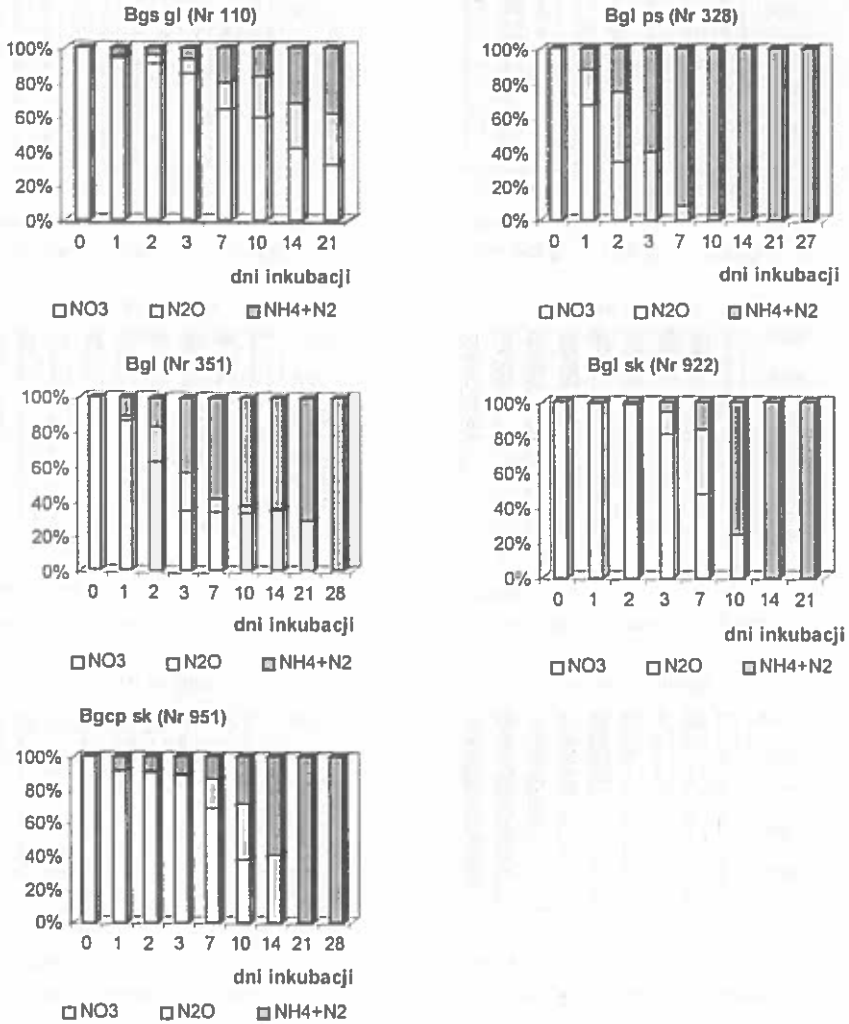 Bgs gl (Nr 110)
100%
80%
60%
40%
20%
0%
0 1 2 3 7 10 14 21
dni inkubacji
NO3 N2O NH4+N2
Bgl ps (Nr 328)
100%
80%
60%
40%
20%
0%
0 1 2 3 7 10 14 21 27
dni inkubacji
NO3 N2O NH4+N2
Bgl (Nr 351)
100%
80%
60%
40%
20%
0%
0 1 2 3 7 10 14 21 28
dni inkubacji
NO3 N2O NH4+N2
Bgl sk (Nr 922)
100%
80%
60%
40%
20%
0%
0 1 2 3 7 10 14 21
dni inkubacji
NO3 N2O NH4+N2
Bgcp sk (Nr 951)
100%
80%
60%
40%
20%
0%
0 1 2 3 7 10 14 21 28
dni inkubacji
NO3 N2O NH4+N2